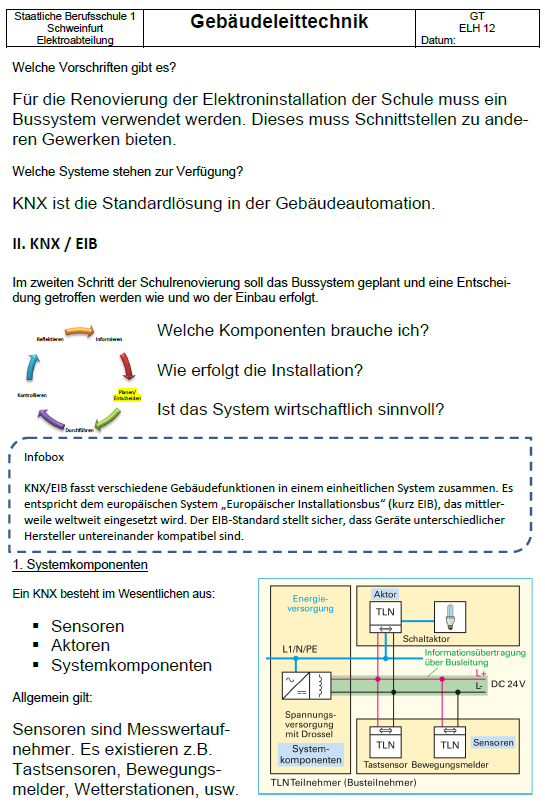 Staatliche Berufsschule 1
Schweinfurt
Elektroabteilung
Gebäudeleittechnik
GT
ELH 12
Datum:
Welche Vorschriften gibt es?
Für die Renovierung der Elektroninstallation der Schule muss ein
Bussystem verwendet werden. Dieses muss Schnittstellen zu ande-
ren Gewerken bieten.
Welche Systeme stehen zur Verfügung?
KNX ist die Standardlösung in der Gebäudeautomation.
II. KNX / EIB
Im zweiten Schritt der Schulrenovierung soll das Bussystem geplant und eine Entschei-
dung getroffen werden wie und wo der Einbau erfolgt.
Reflektieren
Informieren
Kontrollieren
Planen/
Entscheiden
Durchführen
Welche Komponenten brauche ich?
Wie erfolgt die Installation?
Ist das System wirtschaftlich sinnvoll?
Infobox
KNX/EIB fasst verschiedene Gebäudefunktionen in einem einheitlichen System zusammen. Es
entspricht dem europäischen System „Europäischer Installationsbus“ (kurz EIB), das mittler-
weile weltweit eingesetzt wird. Der EIB-Standard stellt sicher, dass Geräte unterschiedlicher
Hersteller untereinander kompatibel sind.
1. Systemkomponenten
Ein KNX besteht im Wesentlichen aus:
▪ Sensoren
▪ Aktoren
▪ Systemkomponenten
Allgemein gilt:
Sensoren sind Messwertauf-
nehmer. Es existieren z.B.
Tastsensoren, Bewegungs-
melder, Wetterstationen, usw.
Energie-
versorgung
Aktor
TLN
Schaltaktor
L1/N/PE
Informationsübertragung
über Busleitung
L+
L-
DC 24 V
Spannungs-
versorgung
mit Drossel
System-
komponenten
TLN
TLN
Sensoren
Tastsensor Bewegungsmelder
TLN Teilnehmer (Busteilnehmer)